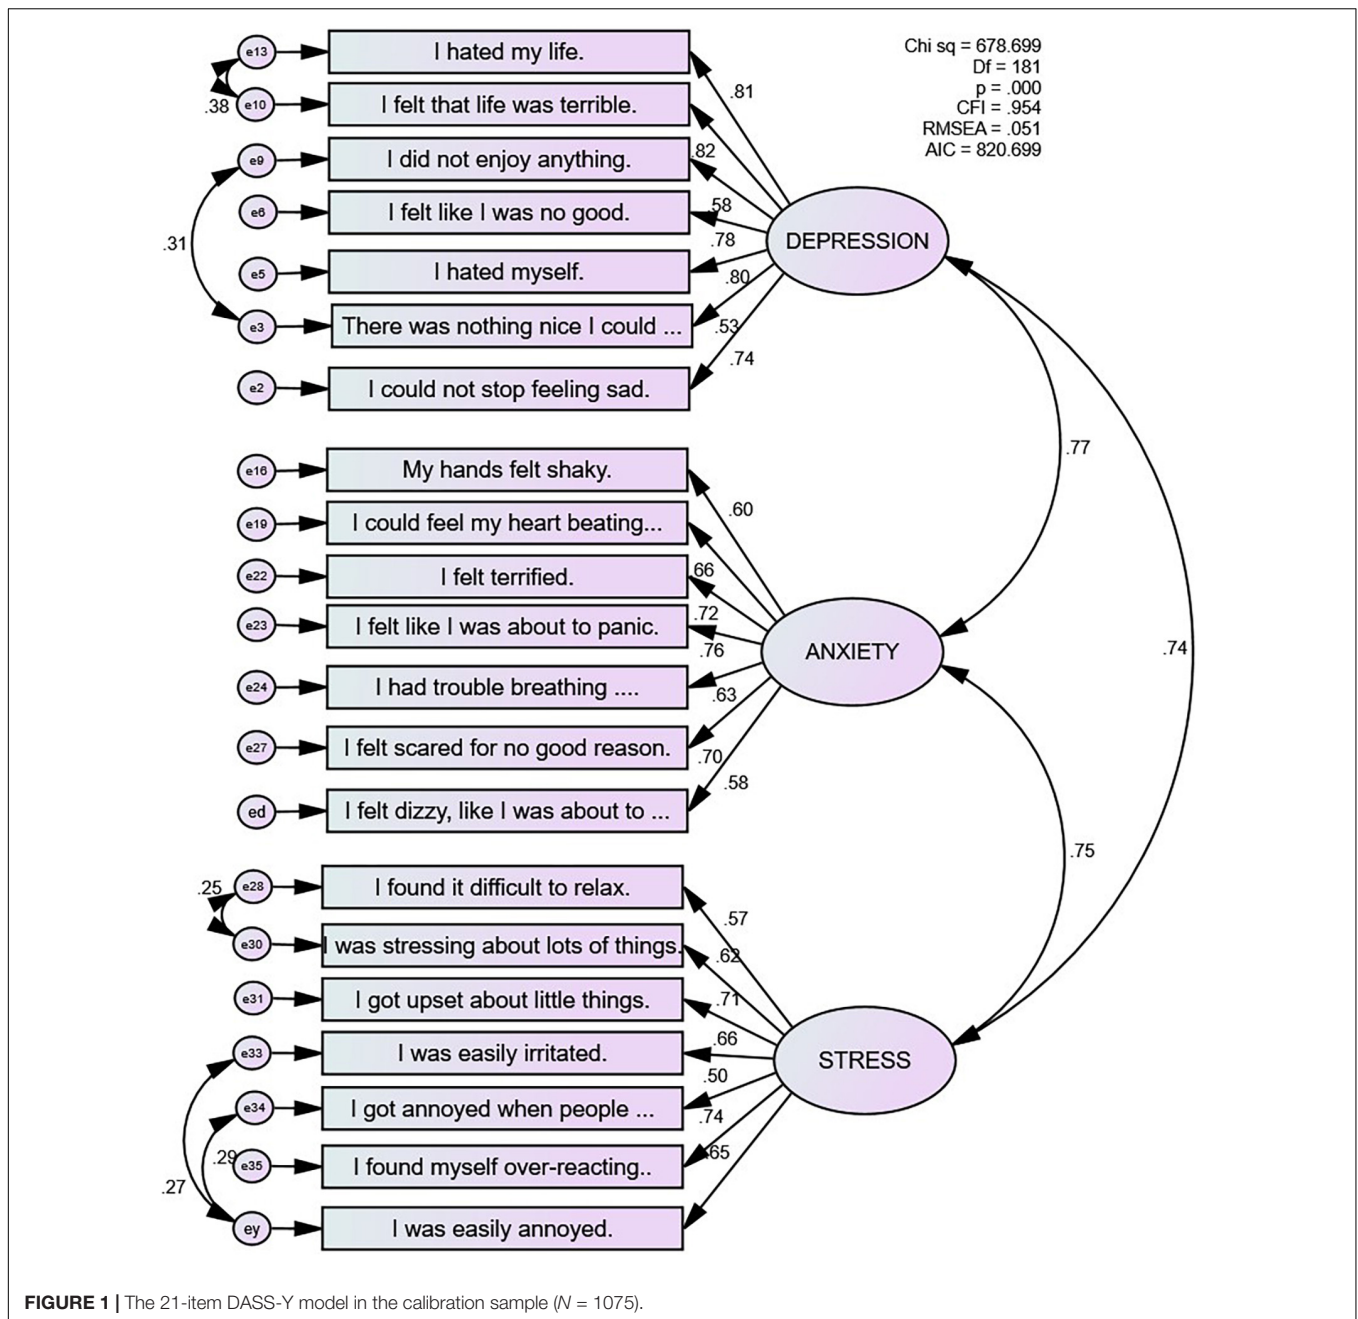 Chi sq = 678.699
Df = 181
p = .000
CFI = .954
RMSEA = .051
AIC = 820.699
e13
I hated my life.
.81
.38
e10
I felt that life was terrible.
.82
e9
I did not enjoy anything.
.58
e6
I felt like I was no good.
.78
.31
DEPRESSION
e5
I hated myself.
.80
e3
There was nothing nice I could ...
.53
.74
e2
I could not stop feeling sad.
.77
e16
My hands felt shaky.
.60
e19
I could feel my heart beating...
.66
e22
I felt terrified.
.72
e23
I felt like I was about to panic.
.76
ANXIETY
.74
e24
I had trouble breathing ....
.63
e27
I felt scared for no good reason.
.70
.58
ed
I felt dizzy, like I was about to ...
.75
.25
e28
I found it difficult to relax.
.57
e30
I was stressing about lots of things.
.62
e31
I got upset about little things.
.71
e33
I was easily irritated.
.66
STRESS
.50
e34
I got annoyed when people ...
.74
.29
e35
I found myself over-reacting..
.65
.27
ey
I was easily annoyed.
FIGURE 1 | The 21-item DASS-Y model in the calibration sample (N = 1075).